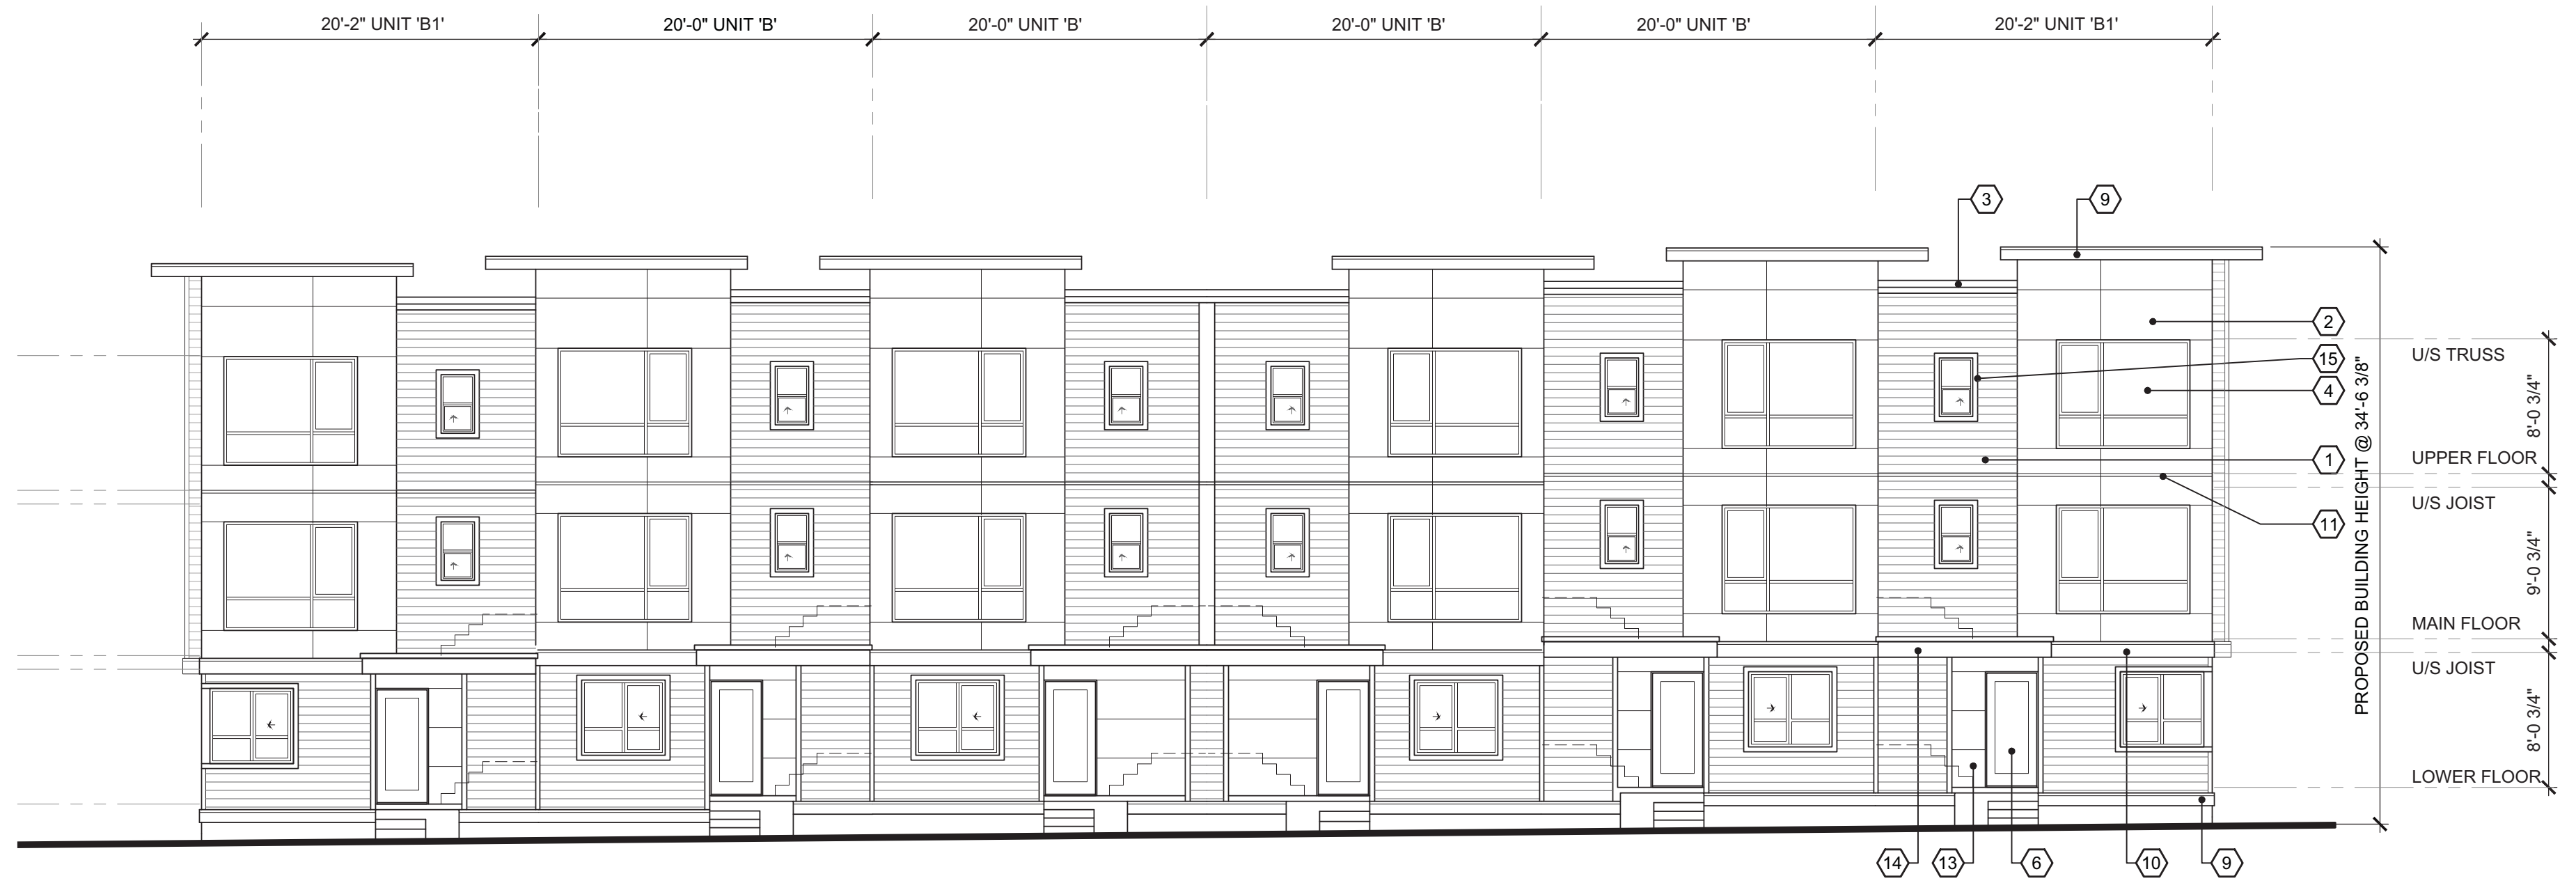 20'-2" UNIT 'B1'
20'-0" UNIT 'B'
20'-0" UNIT 'B'
20'-0" UNIT 'B'
20'-0" UNIT 'B'
20'-2" UNIT 'B1'
3
9
2
15
4
1
11
PROPOSED BUILDING HEIGHT @ 34'-6 3/8"
U/S TRUSS
8'-0 3/4"
UPPER FLOOR
U/S JOIST
9'-0 3/4"
MAIN FLOOR
U/S JOIST
8'-0 3/4"
LOWER FLOOR
14
13
6
10
9